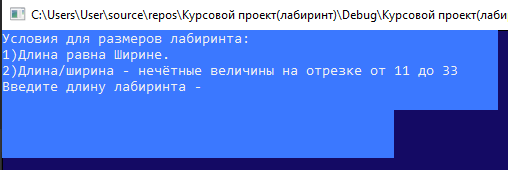 C:\Users\User\source\repos\Курсовой проект(лабиринт)\Debug\Курсовой проект(лаби
Условия для размеров лабиринта:
1)Длина равна Ширине.
2)Длина/ширина - нечётные величины на отрезке от 11 до 33
Введите длину лабиринта -